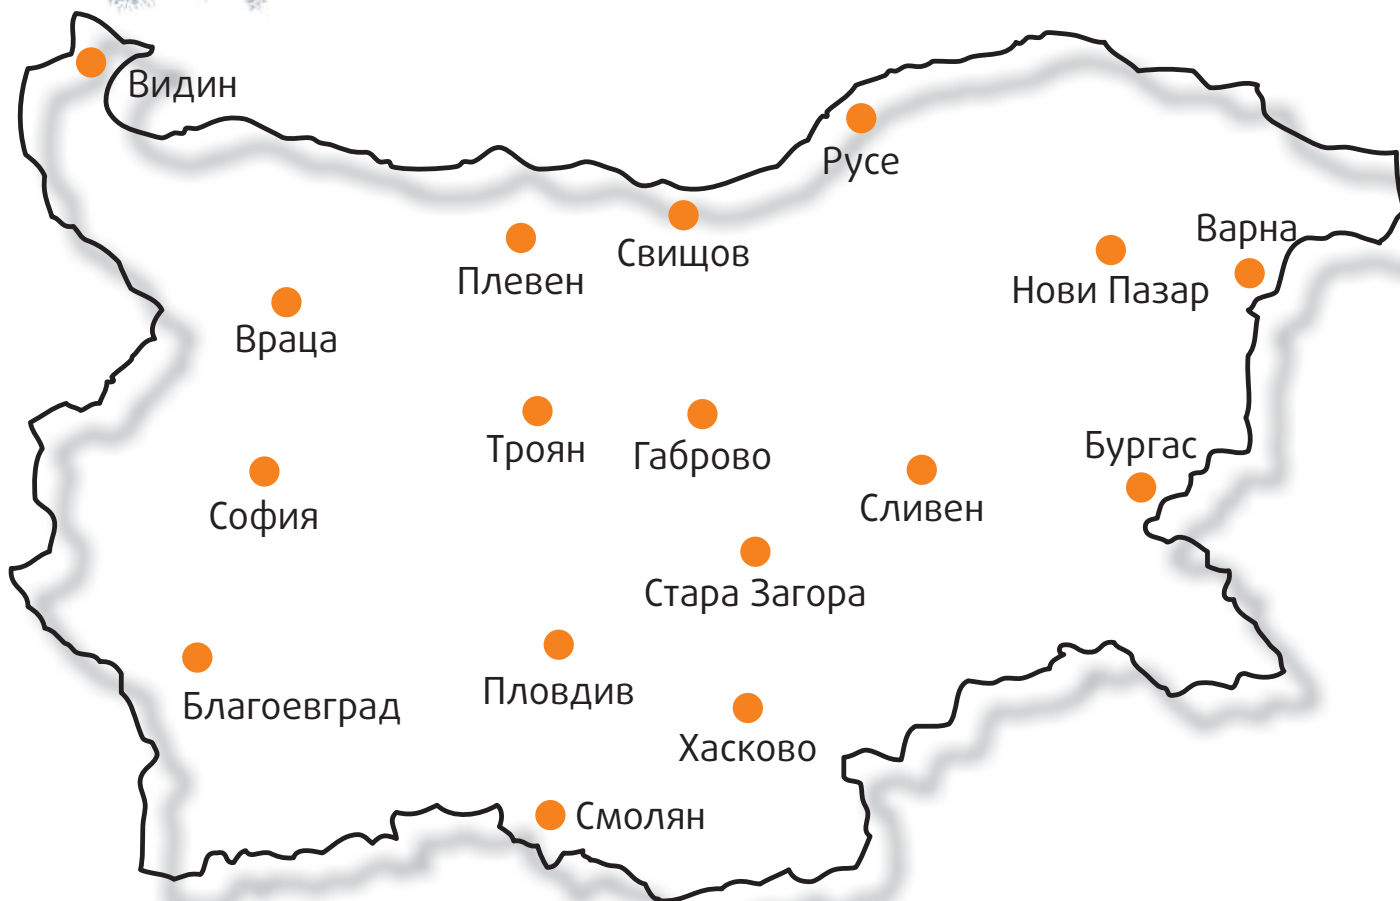 Видин
Русе
Варна
Свищов
Плевен
Нови Пазар
Враца
Троян
Габрово
Бургас
София
Сливен
Стара Загора
Благоевград
Пловдив
Хасково
Смолян